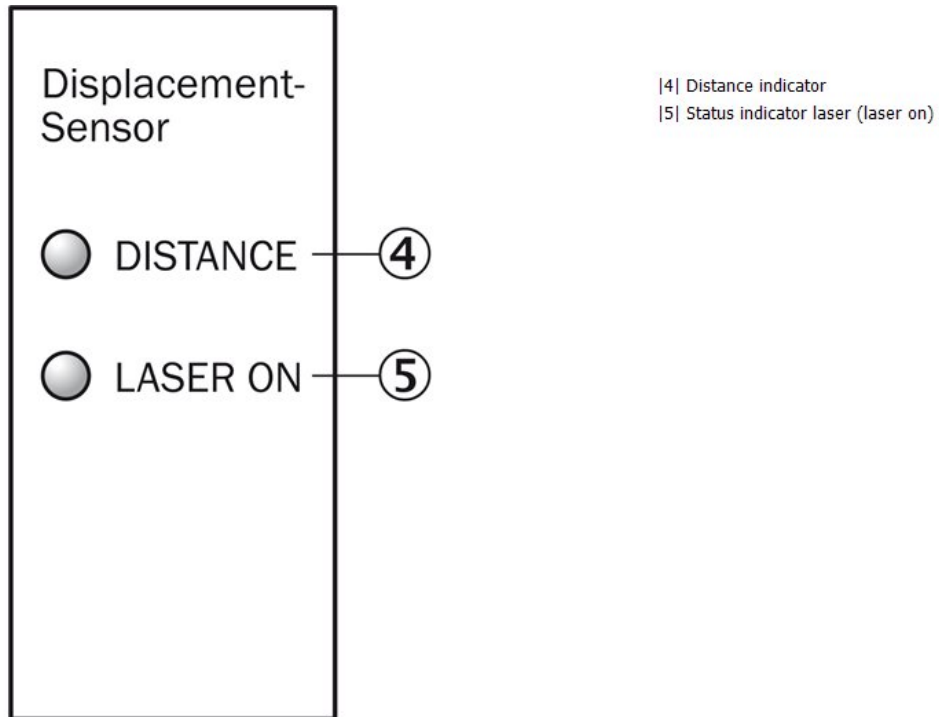 Displacement-
Sensor
DISTANCE 4
LASER ON 5
|4| Distance indicator
|5| Status indicator laser (laser on)